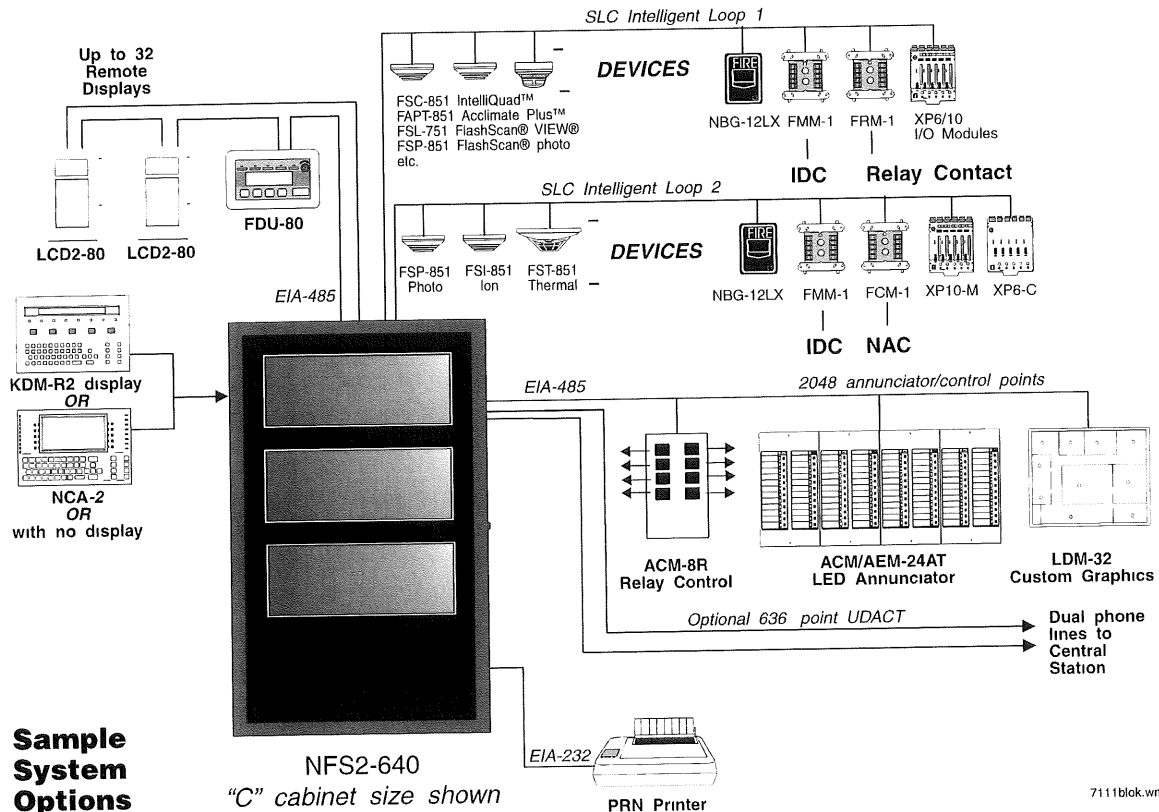 SLC Intelligent Loop 1
Up to 32
Remote
Displays
DEVICES
FSC-851 IntelliQuad™
FAPT-851 Acclimate Plus™
FSL-751 FlashScan® VIEW®
FSP-851 FlashScan® photo
etc.
NBG-12LX FMM-1 FRM-1 XP6/10
I/O Modules
IDC Relay Contact
FDU-80
LCD2-80 LCD2-80
SLC Intelligent Loop 2
DEVICES
FSP-851
Photo
FSI-851
Ion
FST-851
Thermal
NBG-12LX FMM-1 FCM-1 XP10-M XP6-C
IDC NAC
EIA-485
KDM-R2 display
OR
NCA-2
OR
with no display
EIA-485
2048 annunciator/control points
ACM-8R
Relay Control
ACM/AEM-24AT
LED Annunciator
LDM-32
Custom Graphics
Optional 636 point UDACT
Dual phone
lines to
Central
Station
Sample
System
Options
NFS2-640
"C" cabinet size shown
EIA-232
PRN Printer
7111blok.wm
FIRE
FIRE